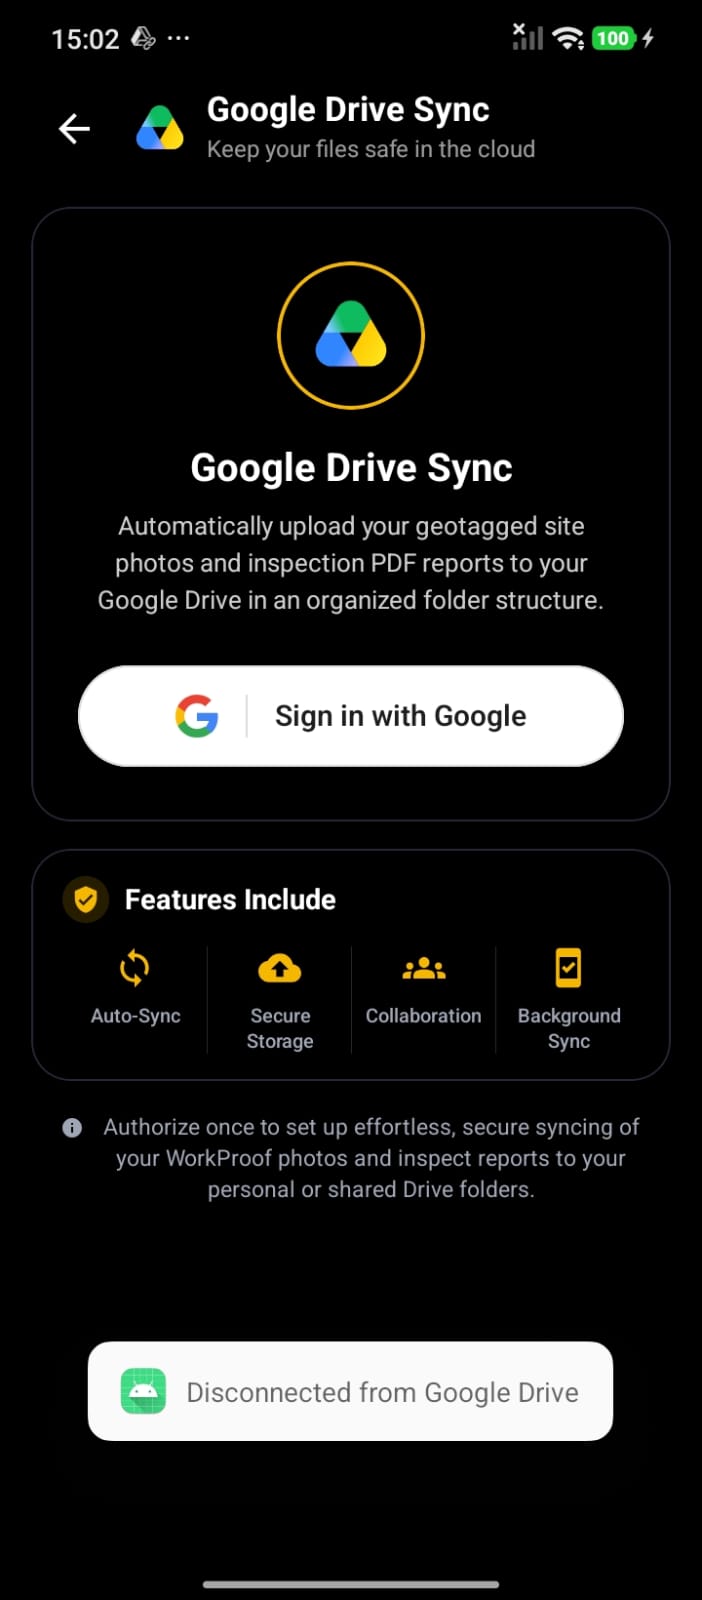 15:02
100
Google Drive Sync
Keep your files safe in the cloud
Google Drive Sync
Automatically upload your geotagged site
photos and inspection PDF reports to your
Google Drive in an organized folder structure.
Sign in with Google
Features Include
Auto-Sync
Secure
Storage
Collaboration
Background
Sync
Authorize once to set up effortless, secure syncing of
your WorkProof photos and inspect reports to your
personal or shared Drive folders.
Disconnected from Google Drive